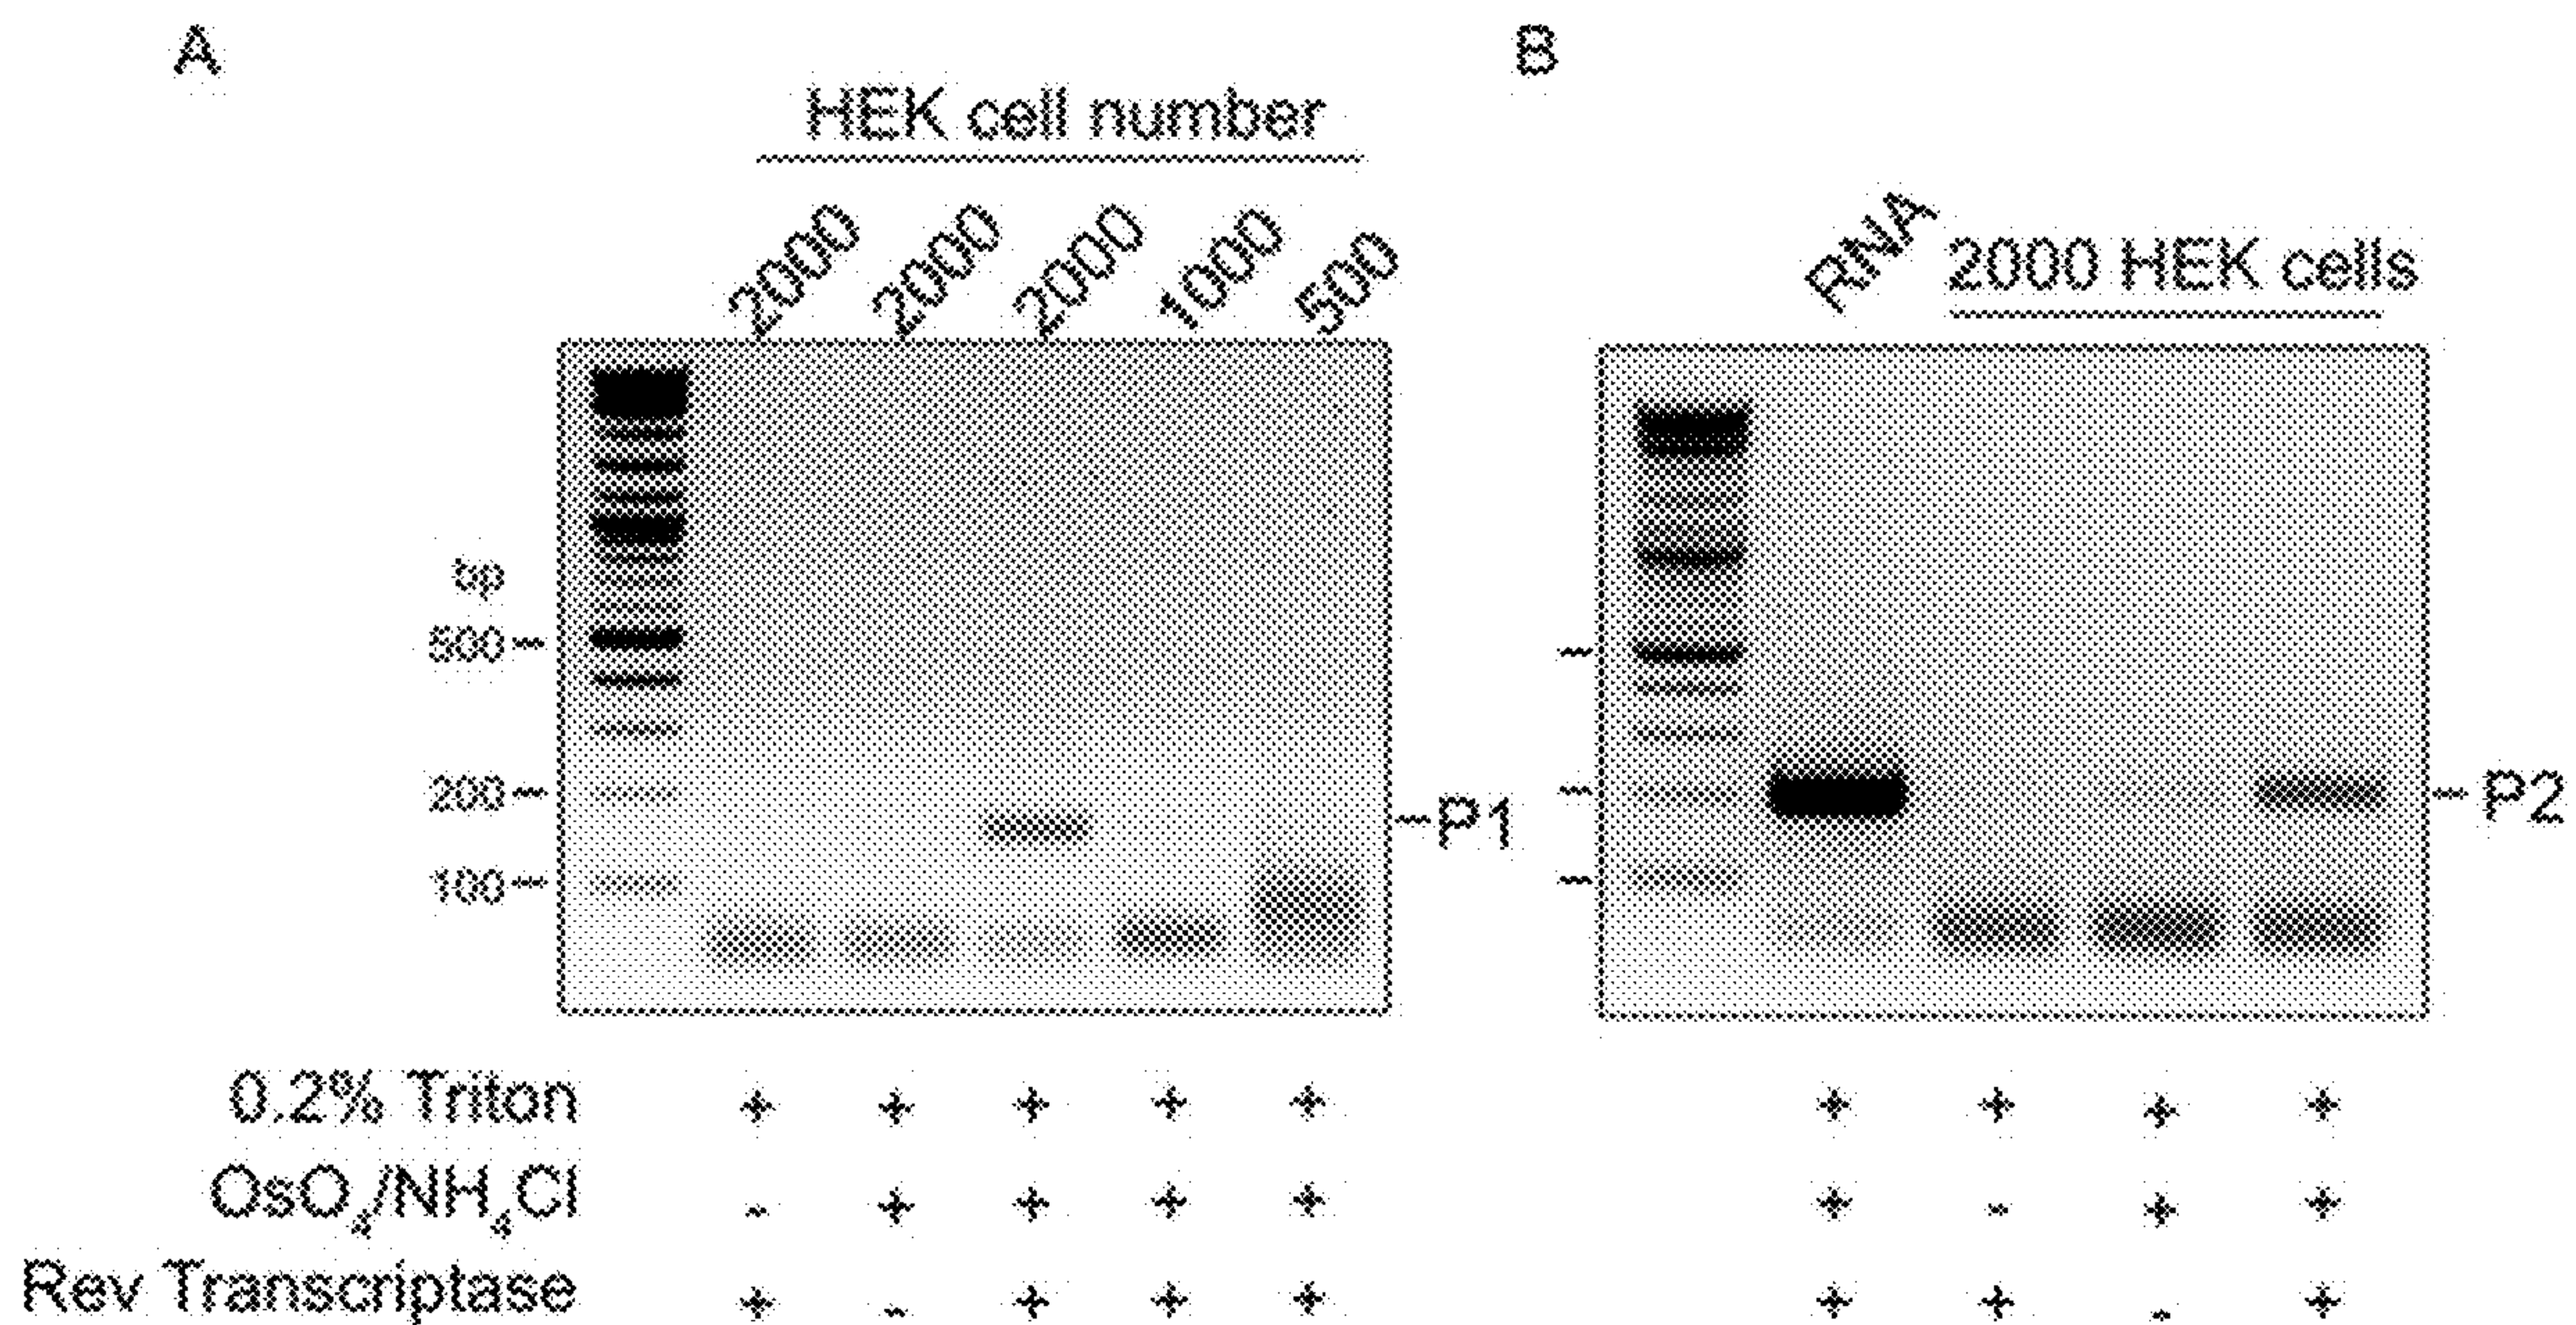 A
B
HEK cell number
2000 2000 2000 1000 500
RNA 2000 HEK cells
bp
500
200
100
P1
P2
0.2% Triton + + + + + + + + +
OsO₄/NH₄Cl - + + + + + - + +
Rev Transcriptase + - + + + + + - +